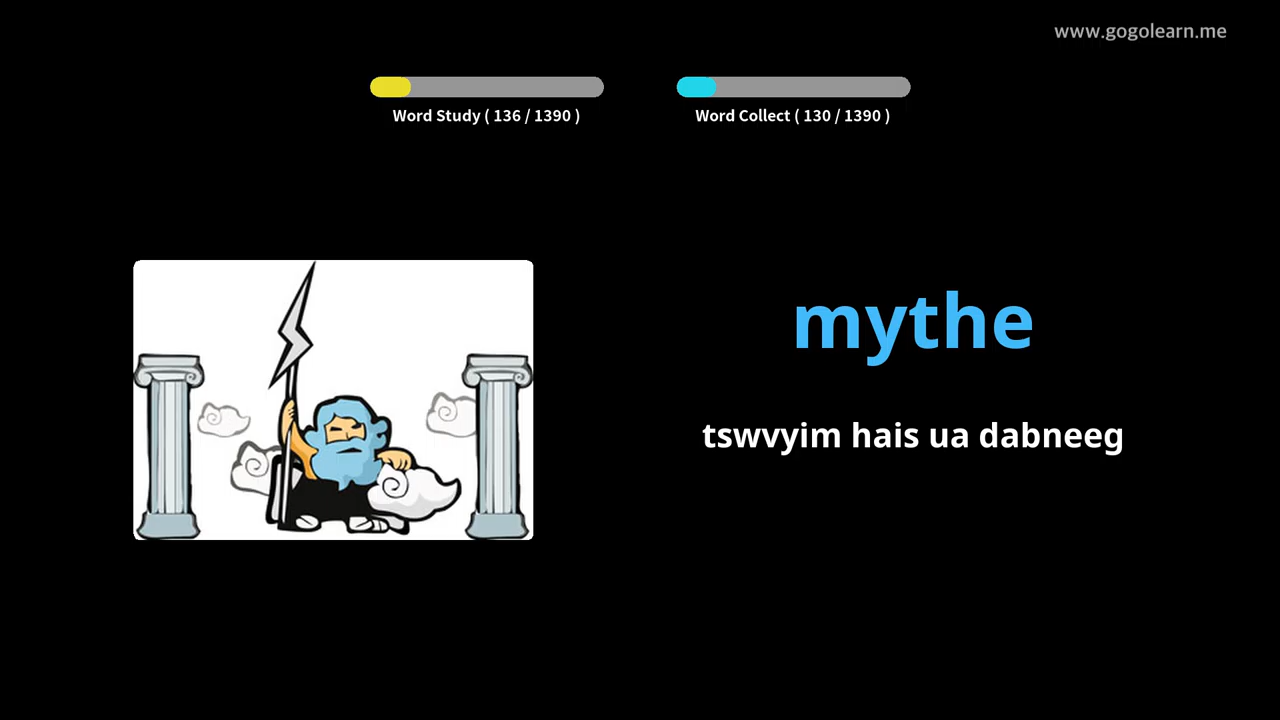 www.gogolearn.me
Word Study ( 136 / 1390 )
Word Collect ( 130 / 1390 )
mythe
tswvyim hais ua dabneeg